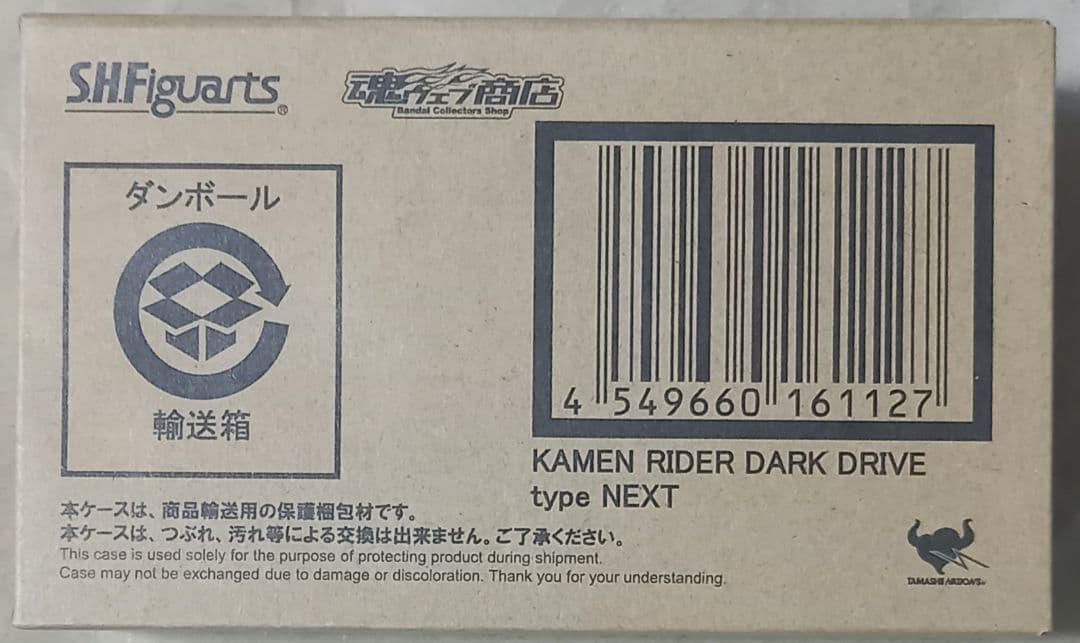 S.H.Figuarts®
魂ウェブ商店
Bandai Collectors Shop
ダンボール
輸送箱
4 549660 161127
KAMEN RIDER DARK DRIVE
type NEXT
本ケースは、商品輸送用の保護梱包材です。
本ケースは、つぶれ、汚れ等による交換は出来ません。ご了承ください。
This case is used solely for the purpose of protecting product during shipment.
Case may not be exchanged due to damage or discoloration. Thank you for your understanding.
TAMASHII NATIONS